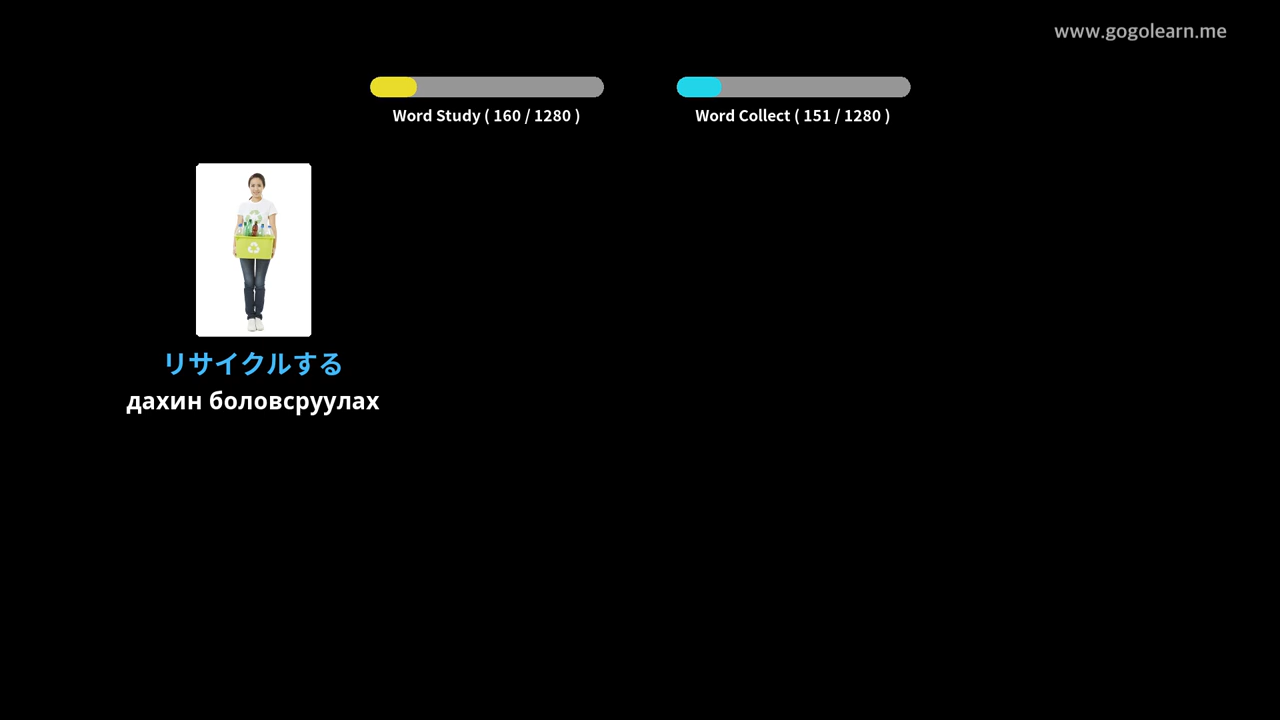 www.gogolearn.me
Word Study ( 160 / 1280 )
Word Collect ( 151 / 1280 )
リサイクルする
дахин боловсруулах